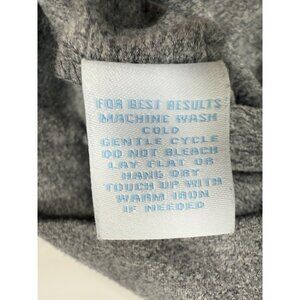 FOR BEST RESULTS
MACHINE WASH
COLD
GENTLE CYCLE
DO NOT BLEACH
LAY FLAT OR
HANG DRY
TOUCH UP WITH
WARM IRON
IF NEEDED